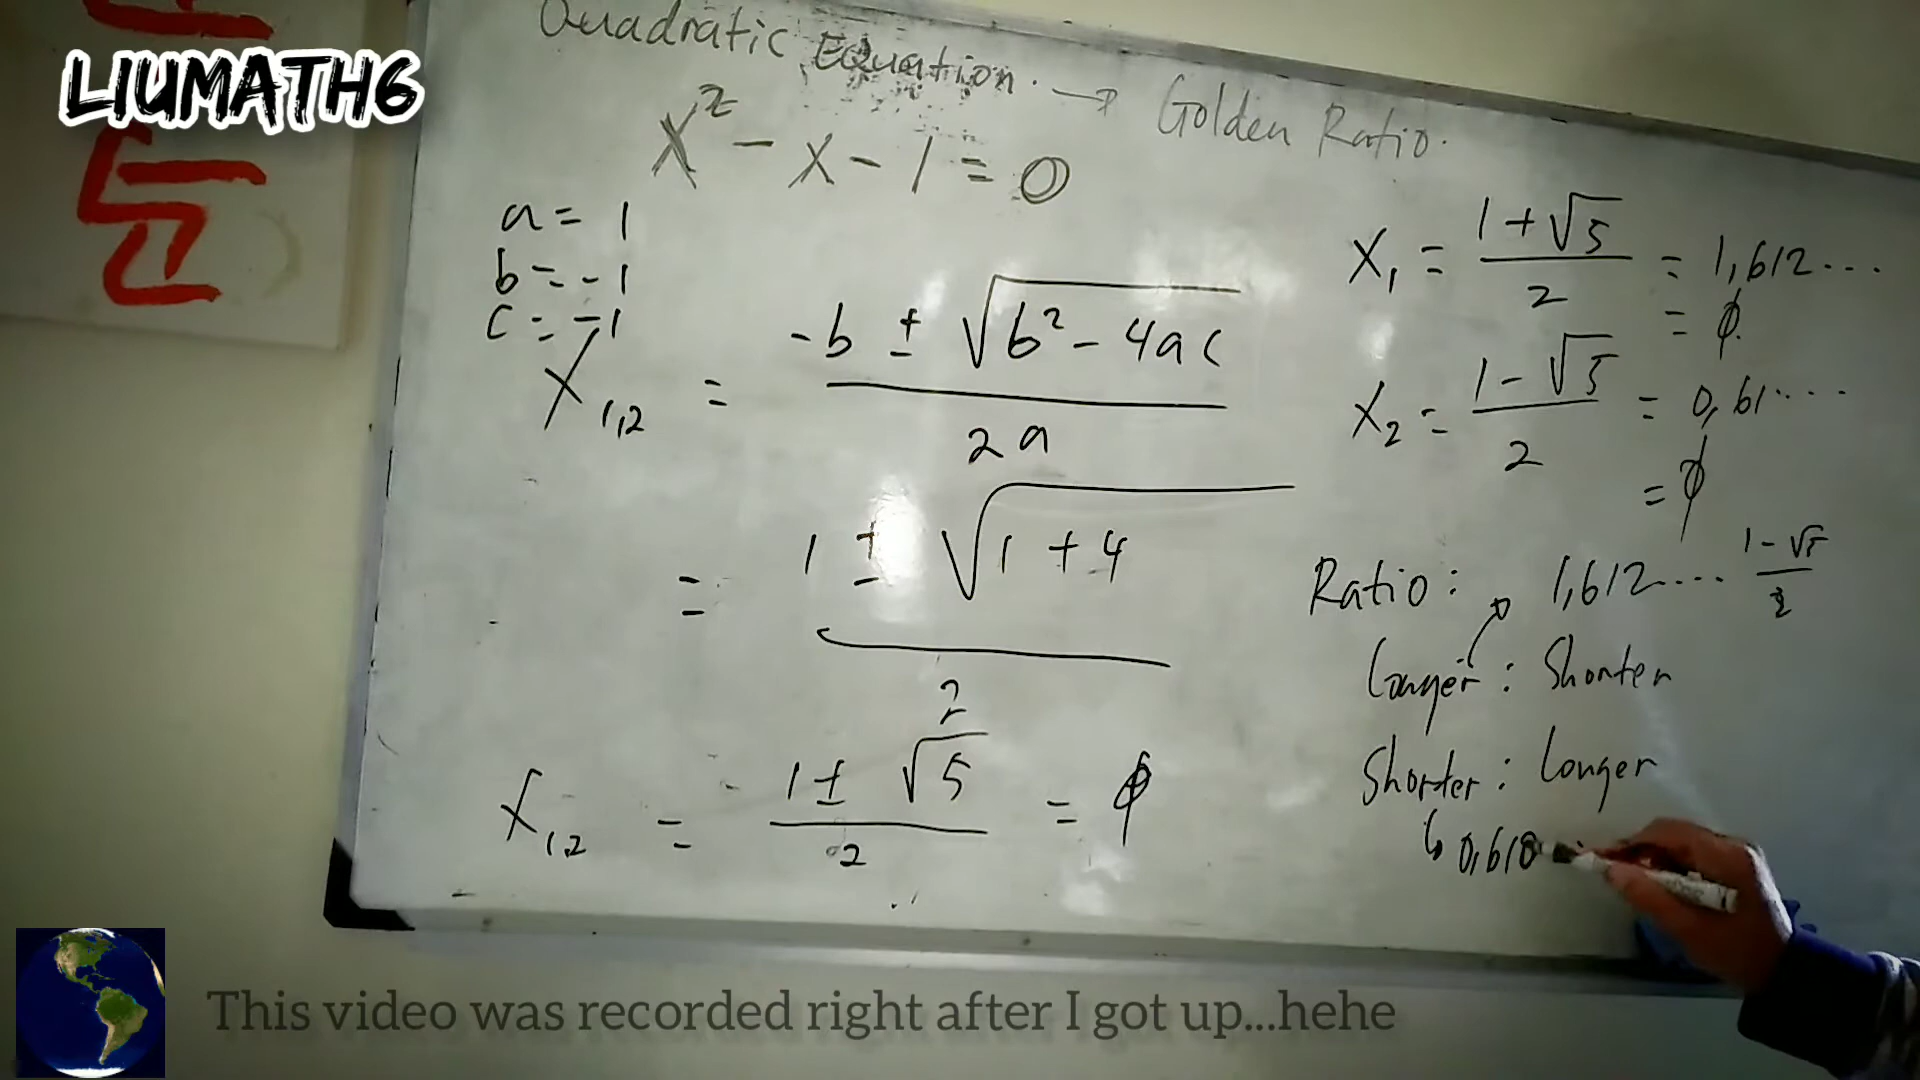 LIUMATH6
Quadratic Equation. → Golden Ratio.
x² - x - 1 = 0
a = 1
b = -1
c = -1
X₁,₂ = (-b ± √(b² - 4ac)) / 2a
= (1 ± √(1 + 4)) / 2
X₁,₂ = (1 ± √5) / 2 = ϕ
X₁ = (1 + √5) / 2 = 1,612...
= ϕ.
X₂ = (1 - √5) / 2 = 0,61....
= ϕ
Ratio: 1,612.... (1 - √5) / 2
Longer : Shorter
Shorter : Longer
↳ 0,618
This video was recorded right after I got up...hehe